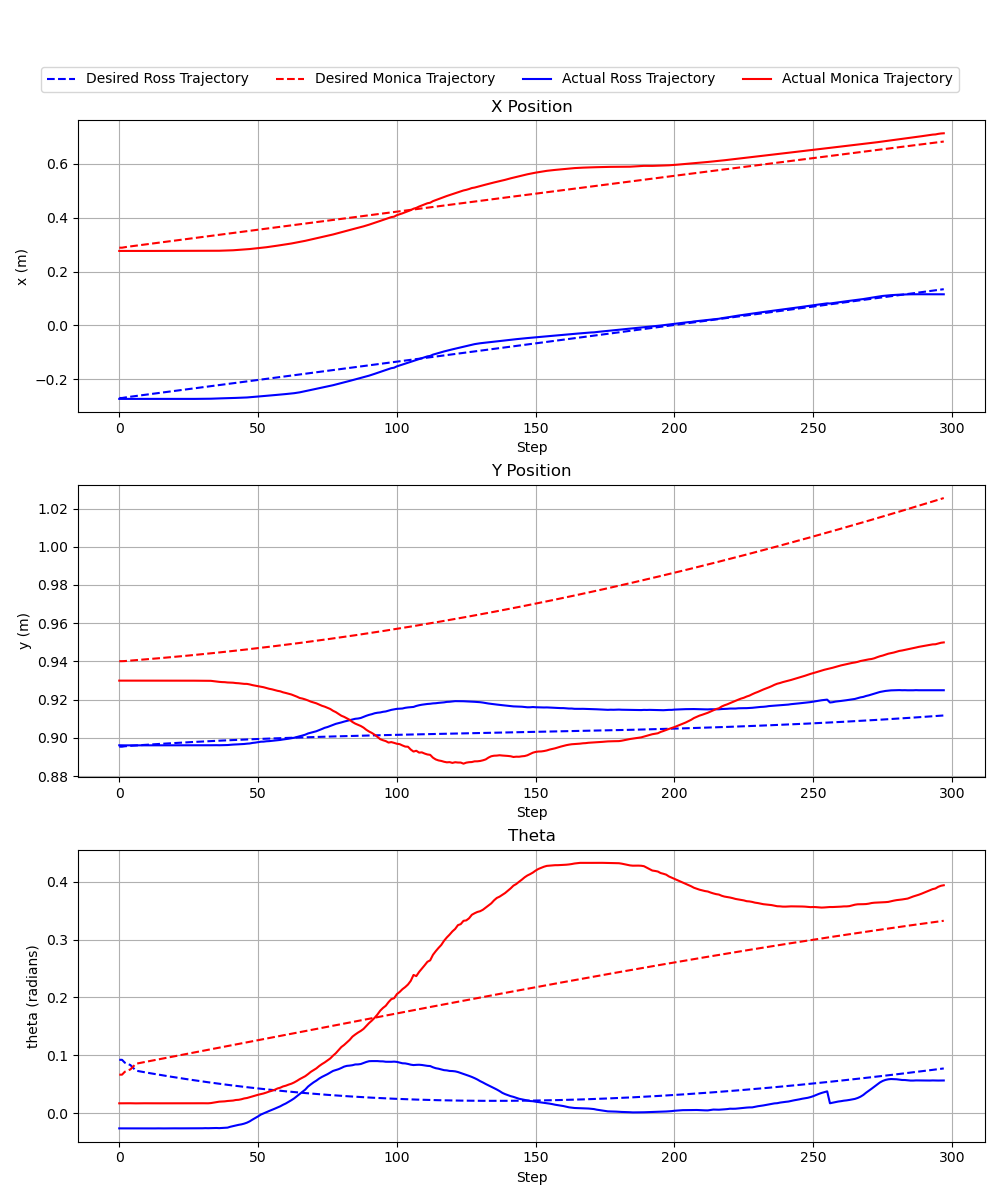 Desired Ross Trajectory Desired Monica Trajectory Actual Ross Trajectory Actual Monica Trajectory
X Position
0.6
0.4
0.2
0.0
−0.2
x (m)
0 50 100 150 200 250 300
Step
Y Position
1.02
1.00
0.98
0.96
0.94
0.92
0.90
0.88
y (m)
0 50 100 150 200 250 300
Step
Theta
0.4
0.3
0.2
0.1
0.0
theta (radians)
0 50 100 150 200 250 300
Step